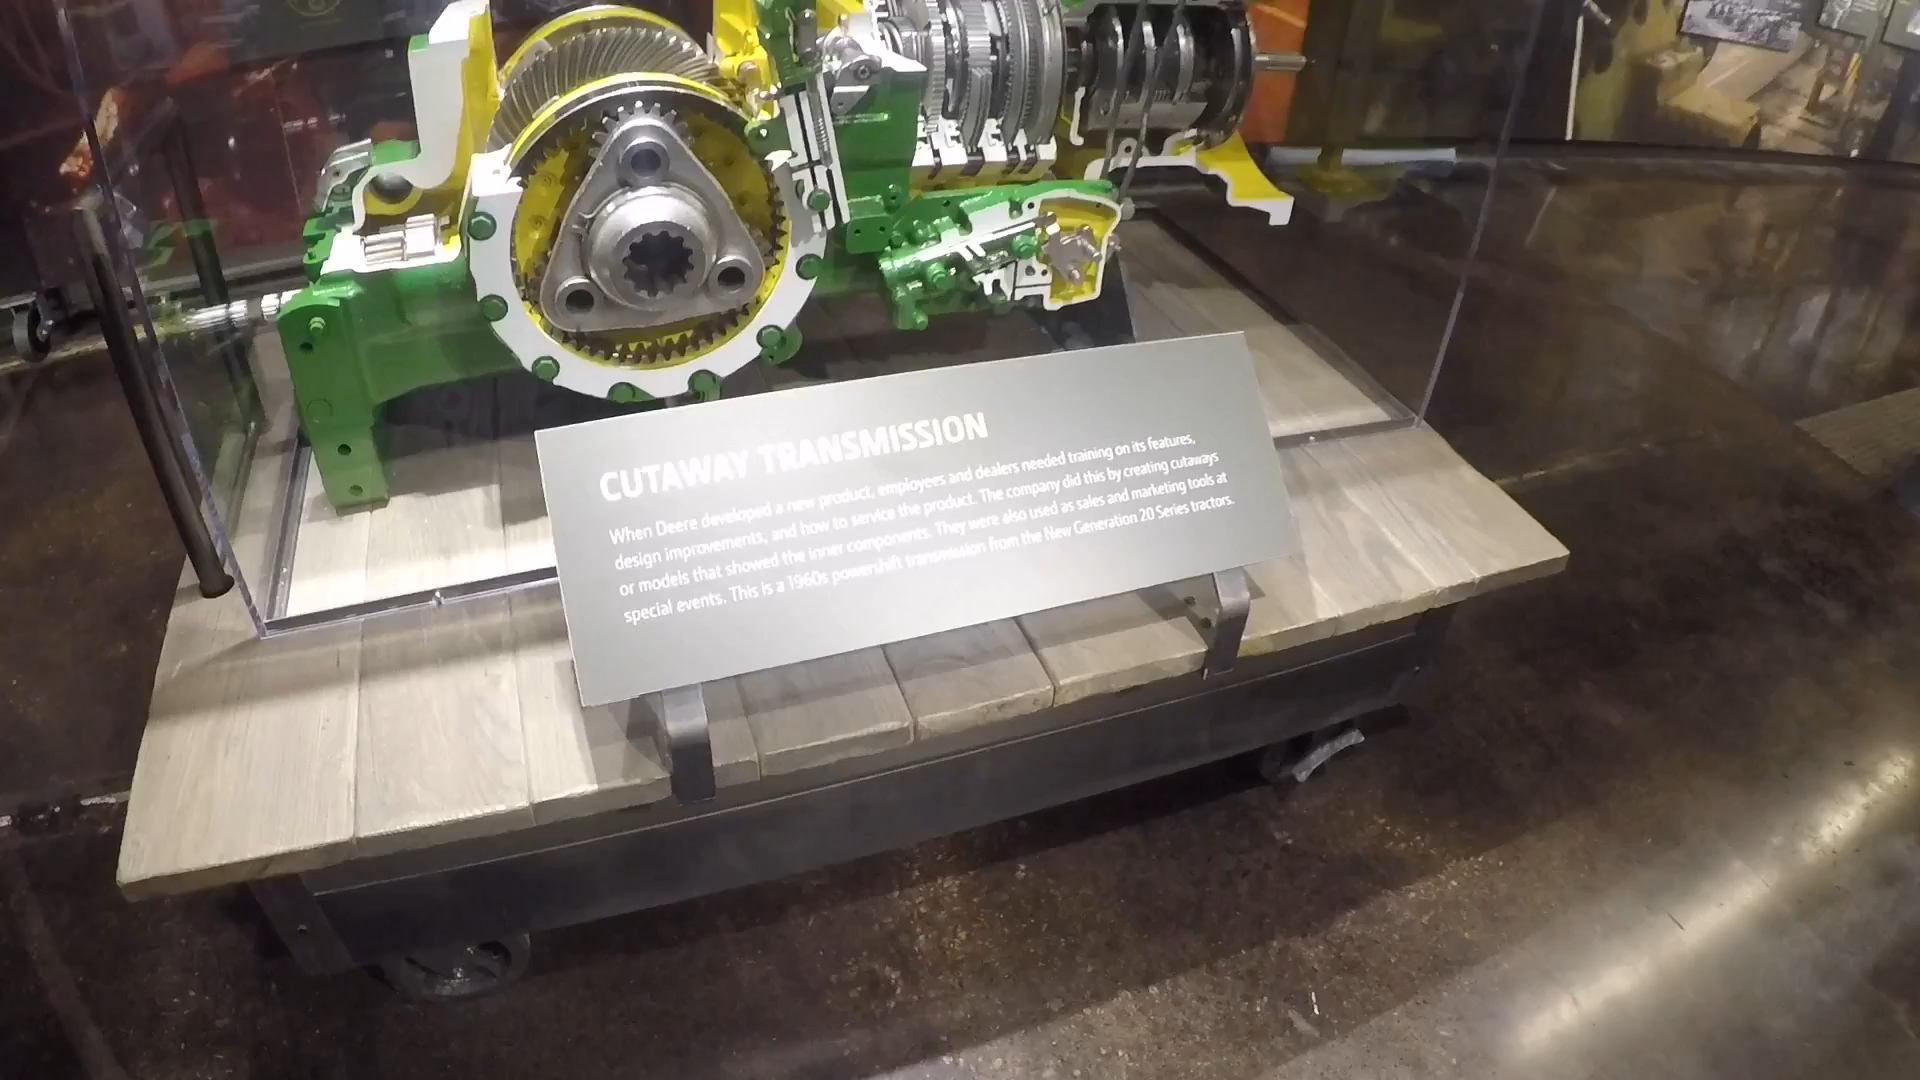 CUTAWAY TRANSMISSION
When Deere developed a new product, employees and dealers needed training on its features,
design improvements, and how to service the product. The company did this by creating cutaways
or models that showed the inner components. They were also used as sales and marketing tools at
special events. This is a 1960s powershift transmission from the New Generation 20 Series tractors.